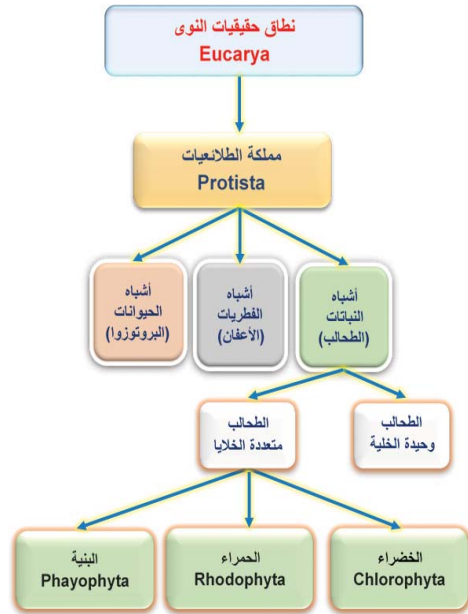 نطاق حقيقيات النوى
Eucarya
مملكة الطلائعيات
Protista
أشباه
النباتات
(الطحالب)
أشباه
الفطريات
(الأعفان)
أشباه
الحيوانات
(البروتوزوا)
الطحالب
وحيدة الخلية
الطحالب
متعددة الخلايا
الخضراء
Chlorophyta
الحمراء
Rhodophyta
البنية
Phayophyta